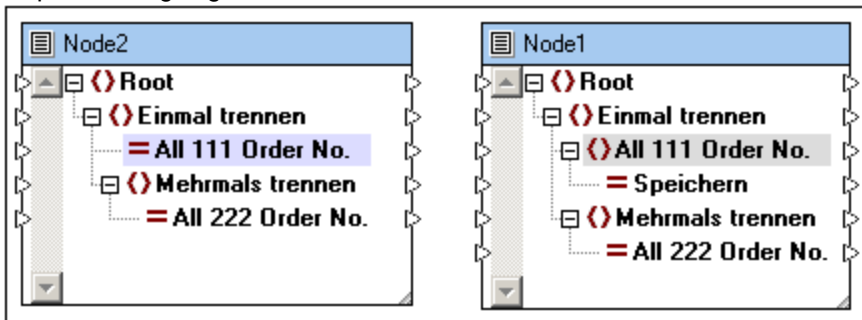 Node2
Root
Einmal trennen
All 111 Order No.
Mehrmals trennen
All 222 Order No.
Node1
Root
Einmal trennen
All 111 Order No.
Speichern
Mehrmals trennen
All 222 Order No.